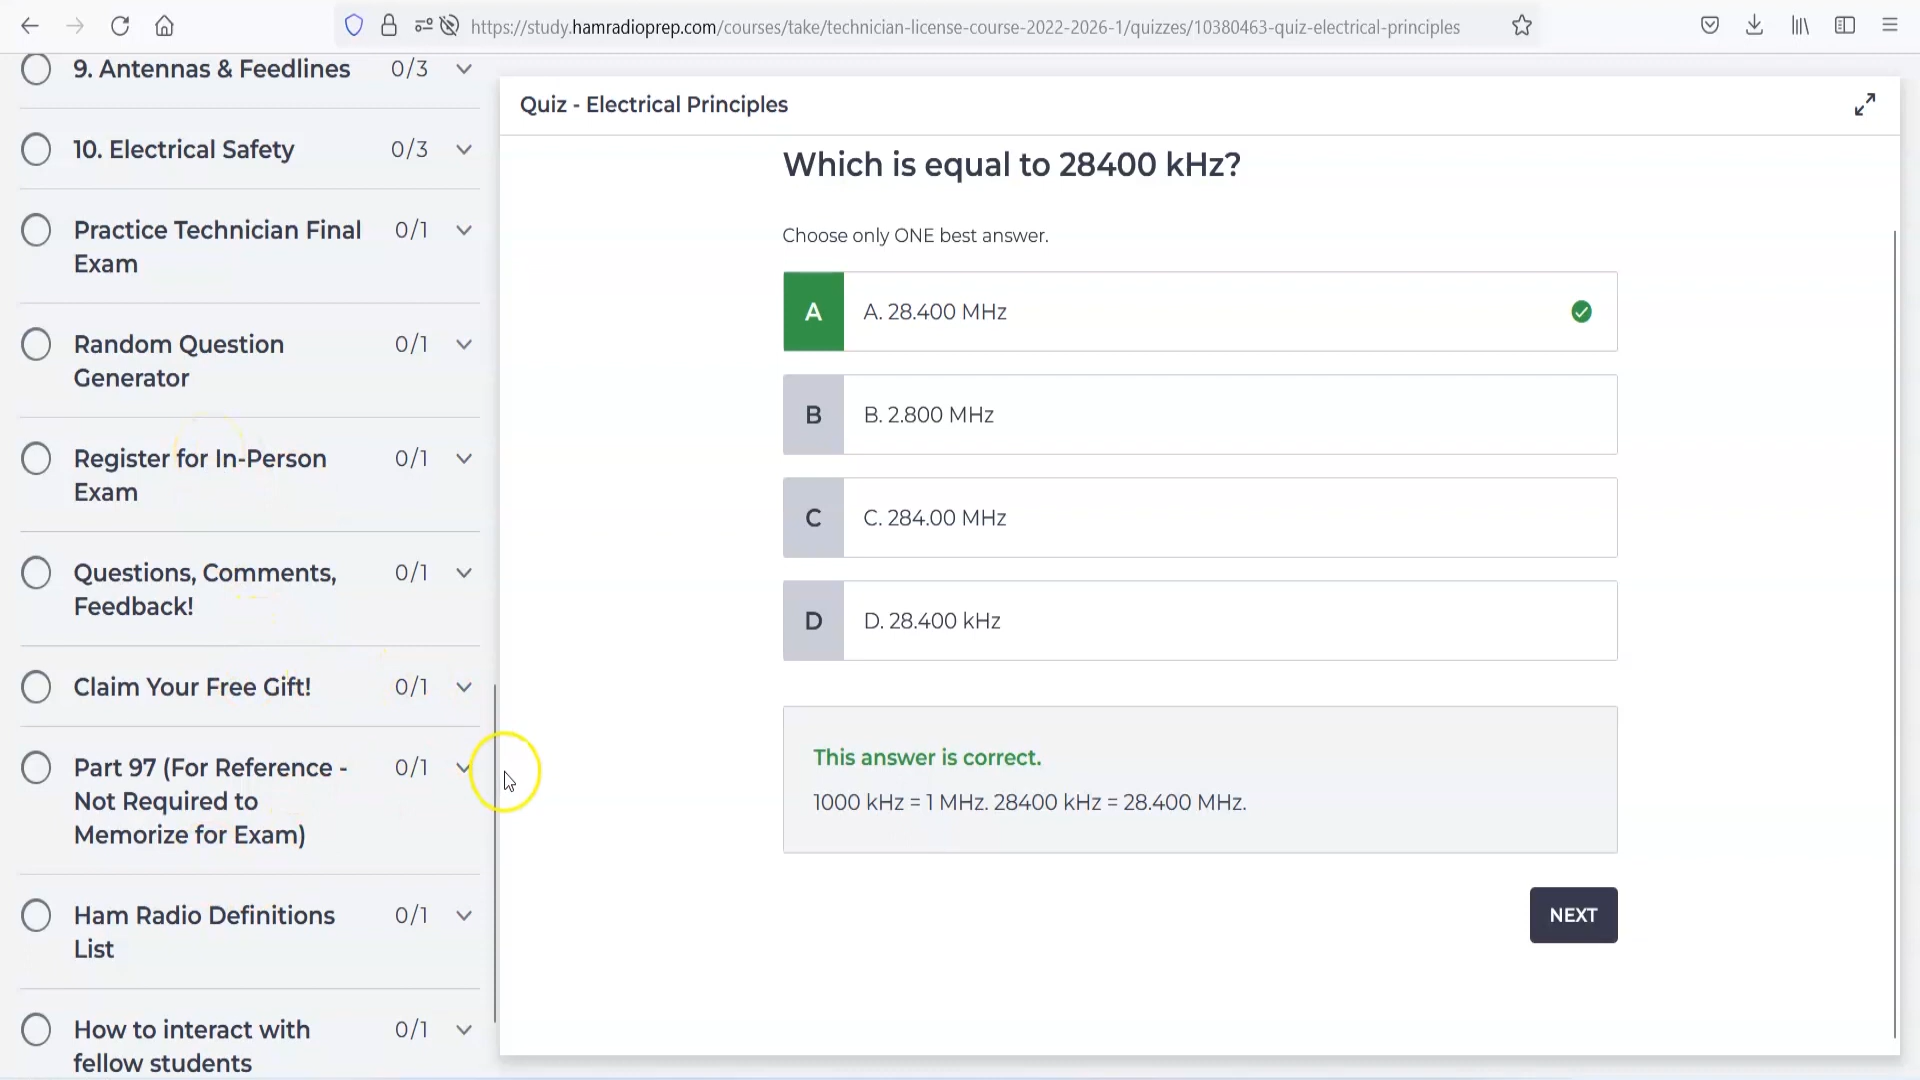 https://study.hamradioprep.com/courses/take/technician-license-course-2022-2026-1/quizzes/10380463-quiz-electrical-principles
9. Antennas & Feedlines 0/3
10. Electrical Safety 0/3
Practice Technician Final 0/1
Exam
Random Question 0/1
Generator
Register for In-Person 0/1
Exam
Questions, Comments, 0/1
Feedback!
Claim Your Free Gift! 0/1
Part 97 (For Reference - 0/1
Not Required to
Memorize for Exam)
Ham Radio Definitions 0/1
List
How to interact with 0/1
fellow students
Quiz - Electrical Principles
Which is equal to 28400 kHz?
Choose only ONE best answer.
A A. 28.400 MHz
B B. 2.800 MHz
C C. 284.00 MHz
D D. 28.400 kHz
This answer is correct.
1000 kHz = 1 MHz. 28400 kHz = 28.400 MHz.
NEXT